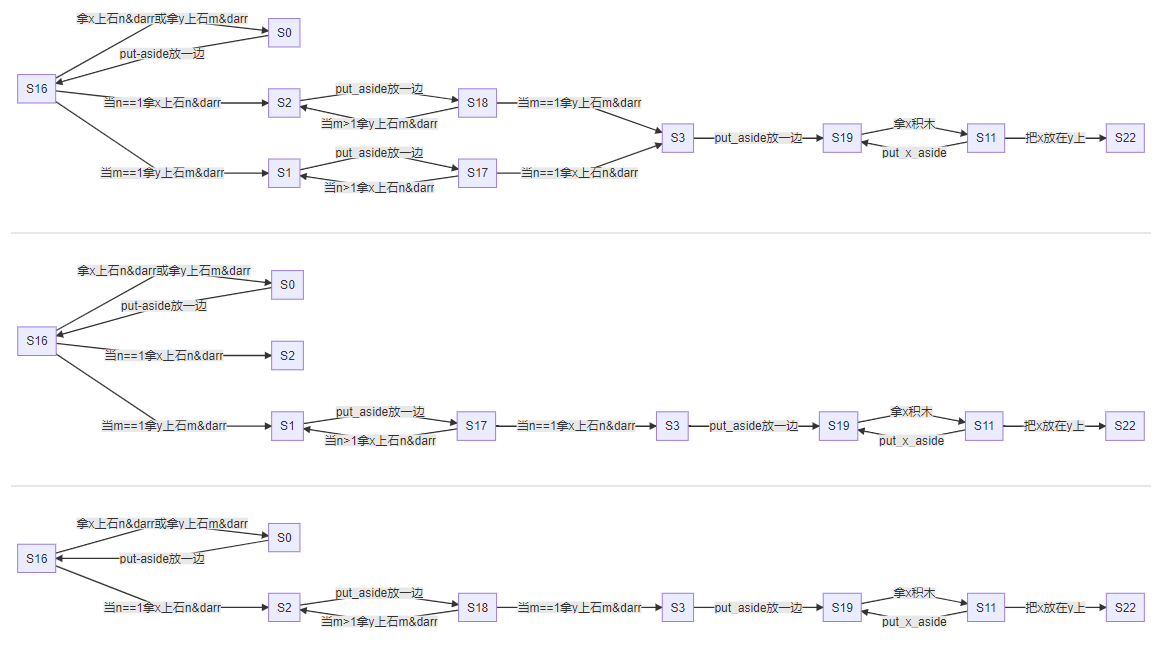 拿x上石n&darr或拿y上石m&darr
S0
put-aside放一边
S16
当n==1拿x上石n&darr
S2
put_aside放一边
当m>1拿y上石m&darr
S18
当m==1拿y上石m&darr
当m==1拿y上石m&darr
S1
put_aside放一边
当n>1拿x上石n&darr
S17
当n==1拿x上石n&darr
S3
put_aside放一边
S19
拿x积木
put_x_aside
S11
把x放在y上
S22
拿x上石n&darr或拿y上石m&darr
S0
put-aside放一边
S16
当n==1拿x上石n&darr
S2
当m==1拿y上石m&darr
S1
put_aside放一边
当n>1拿x上石n&darr
S17
当n==1拿x上石n&darr
S3
put_aside放一边
S19
拿x积木
put_x_aside
S11
把x放在y上
S22
拿x上石n&darr或拿y上石m&darr
S0
put-aside放一边
S16
当n==1拿x上石n&darr
S2
put_aside放一边
当m>1拿y上石m&darr
S18
当m==1拿y上石m&darr
S3
put_aside放一边
S19
拿x积木
put_x_aside
S11
把x放在y上
S22